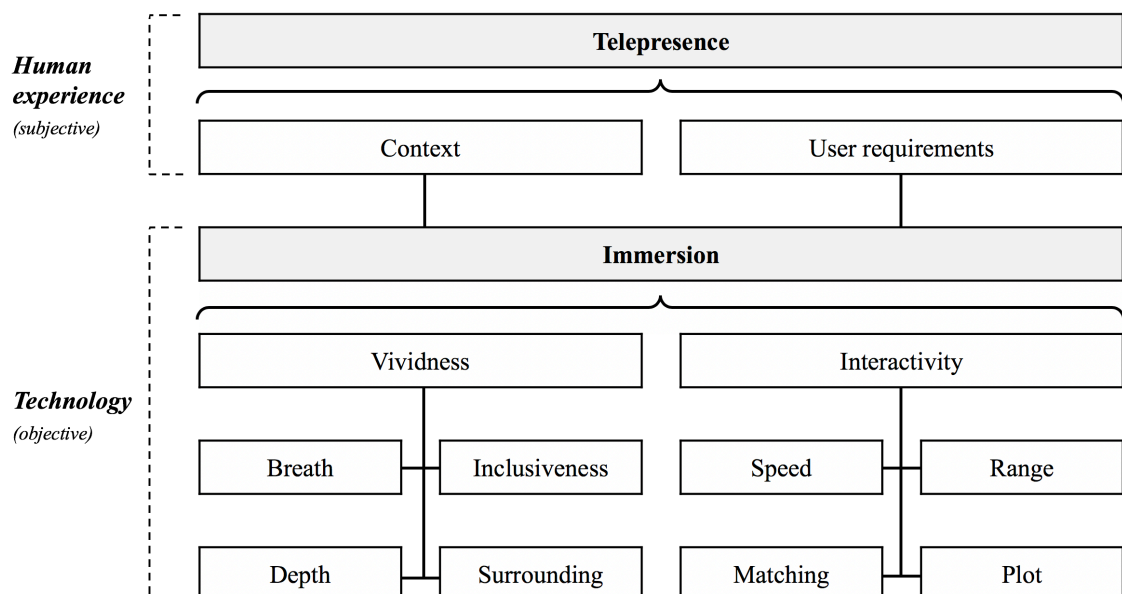 Telepresence
Human
experience
(subjective)
Context
User requirements
Immersion
Vividness
Interactivity
Technology
(objective)
Breath
Inclusiveness
Speed
Range
Depth
Surrounding
Matching
Plot